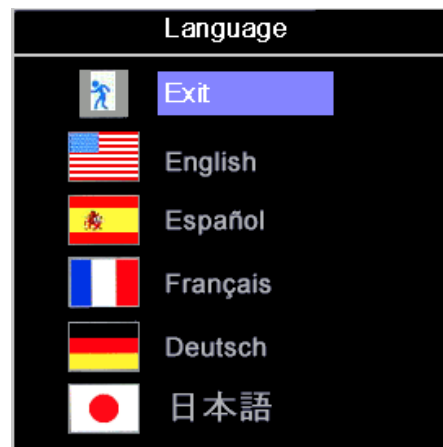 Language
Exit
English
Español
Français
Deutsch
日本語